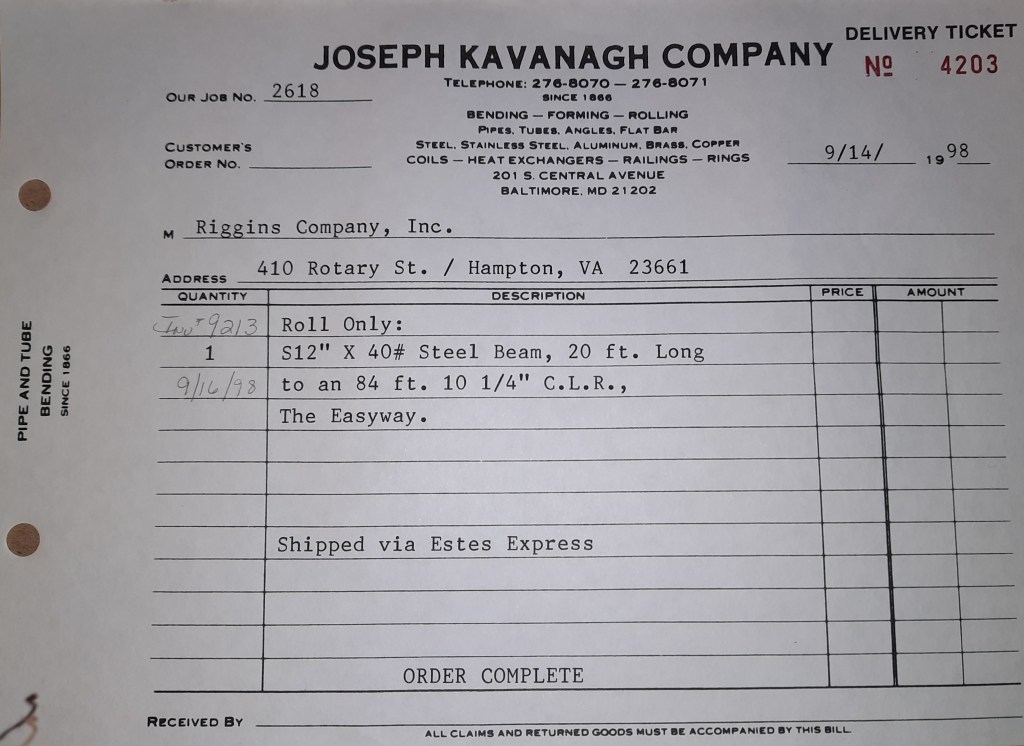 DELIVERY TICKET
JOSEPH KAVANAGH COMPANY
Nº 4203
TELEPHONE: 276-8070 — 276-8071
SINCE 1866
OUR JOB NO. 2618
BENDING — FORMING — ROLLING
PIPES, TUBES, ANGLES, FLAT BAR
STEEL, STAINLESS STEEL, ALUMINUM, BRASS, COPPER
COILS — HEAT EXCHANGERS — RAILINGS — RINGS
201 S. CENTRAL AVENUE
BALTIMORE, MD 21202
CUSTOMER'S
ORDER NO.
9/14/ 1998
M Riggins Company, Inc.
ADDRESS 410 Rotary St. / Hampton, VA 23661
QUANTITY DESCRIPTION PRICE AMOUNT
Inv# 9213 Roll Only:
1 S12" X 40# Steel Beam, 20 ft. Long
9/16/98 to an 84 ft. 10 1/4" C.L.R.,
The Easyway.
Shipped via Estes Express
ORDER COMPLETE
RECEIVED BY
ALL CLAIMS AND RETURNED GOODS MUST BE ACCOMPANIED BY THIS BILL
PIPE AND TUBE
BENDING
SINCE 1866